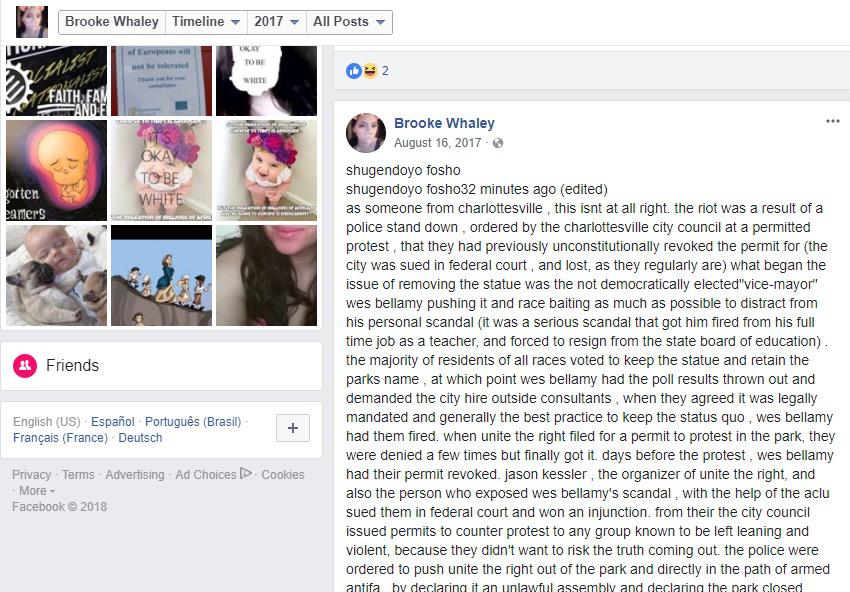 Brooke Whaley
Timeline
2017
All Posts
CIALIST
FAITH, FAM
AND F
of Europeans will
not be tolerated
Thank you for your
compliance
OKAY
TO BE
WHITE
gotten
eamers
IT'S
OKAY
TO BE
WHITE
CHINESE TO TIBET IS GENOCIDE
Friends
English (US) · Español · Português (Brasil) ·
Français (France) · Deutsch
+
Privacy · Terms · Advertising · Ad Choices · Cookies
· More
Facebook © 2018
2
Brooke Whaley
August 16, 2017 ·
shugendoyo fosho
shugendoyo fosho32 minutes ago (edited)
as someone from charlottesville , this isnt at all right. the riot was a result of a
police stand down , ordered by the charlottesville city council at a permitted
protest , that they had previously unconstitutionally revoked the permit for (the
city was sued in federal court , and lost, as they regularly are) what began the
issue of removing the statue was the not democratically elected"vice-mayor"
wes bellamy pushing it and race baiting as much as possible to distract from
his personal scandal (it was a serious scandal that got him fired from his full
time job as a teacher, and forced to resign from the state board of education) .
the majority of residents of all races voted to keep the statue and retain the
parks name , at which point wes bellamy had the poll results thrown out and
demanded the city hire outside consultants , when they agreed it was legally
mandated and generally the best practice to keep the status quo , wes bellamy
had them fired. when unite the right filed for a permit to protest in the park, they
were denied a few times but finally got it. days before the protest , wes bellamy
had their permit revoked. jason kessler , the organizer of unite the right, and
also the person who exposed wes bellamy's scandal , with the help of the aclu
sued them in federal court and won an injunction. from their the city council
issued permits to counter protest to any group known to be left leaning and
violent, because they didn't want to risk the truth coming out. the police were
ordered to push unite the right out of the park and directly in the path of armed
antifa , by declaring it an unlawful assembly and declaring the park closed